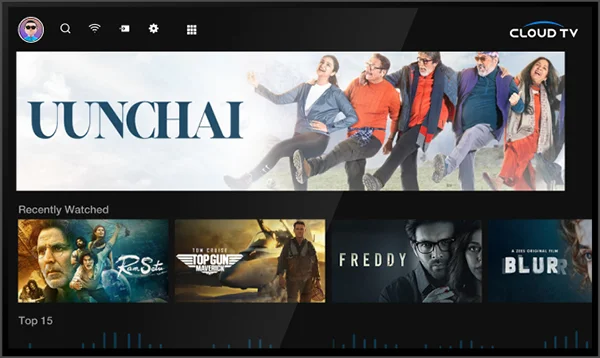 CLOUD TV
UUNCHAI
Recently Watched
Ram Setu
TOM CRUISE
TOP GUN
MAVERICK
FREDDY
A ZEE5 ORIGINAL FILM
BLURR
Top 15